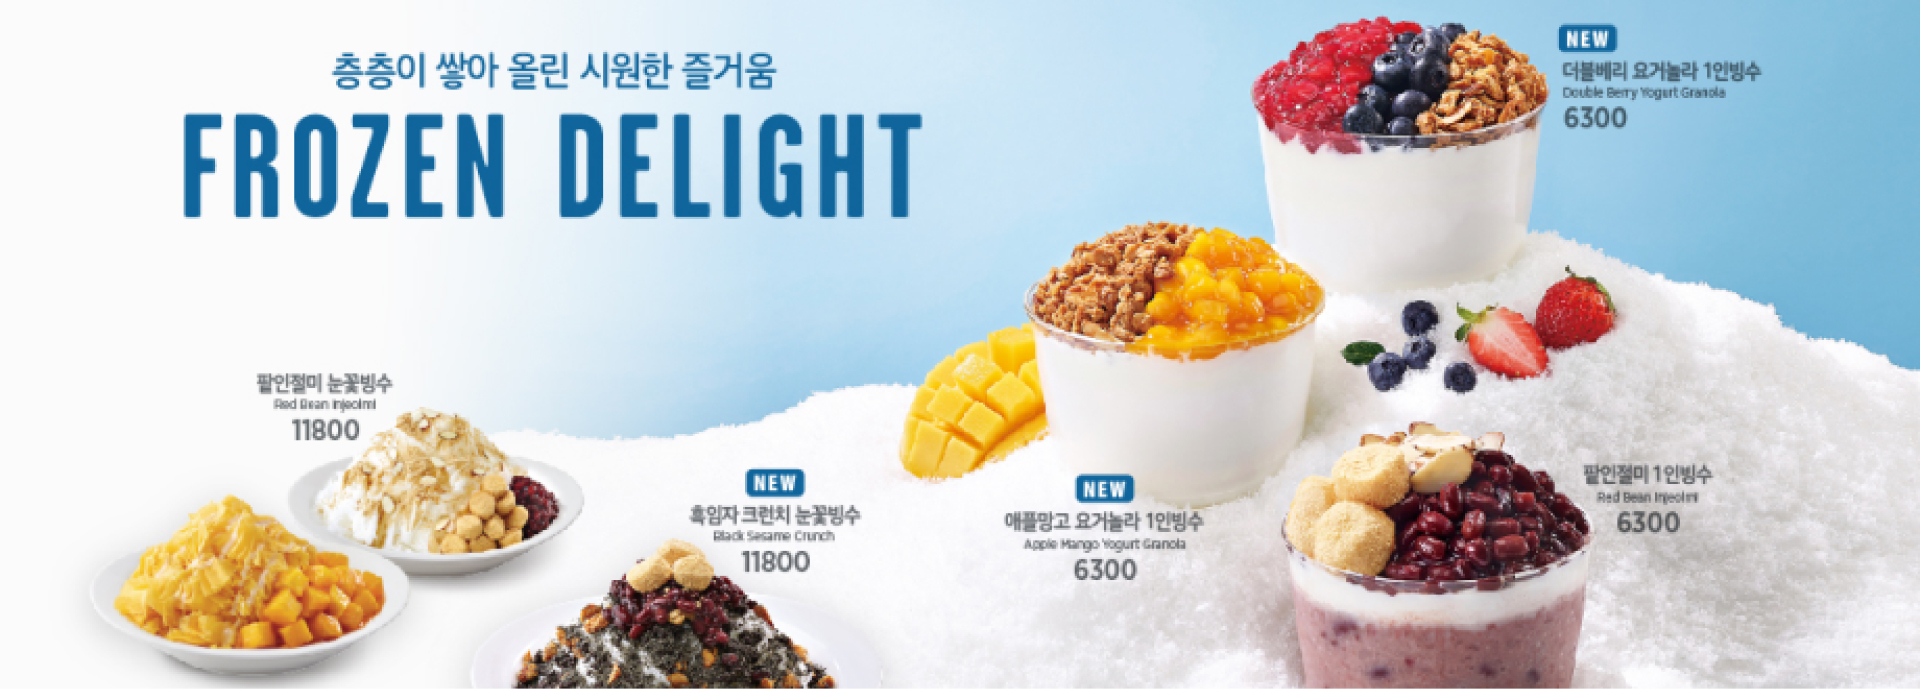 층층이 쌓아 올린 시원한 즐거움
FROZEN DELIGHT
NEW
더블베리 요거놀라 1인빙수
Double Berry Yogurt Granola
6300
팥인절미 눈꽃빙수
Red Bean Injeolmi
11800
NEW
흑임자 크런치 눈꽃빙수
Black Sesame Crunch
11800
NEW
애플망고 요거놀라 1인빙수
Apple Mango Yogurt Granola
6300
팥인절미 1인빙수
Red Bean Injeolmi
6300